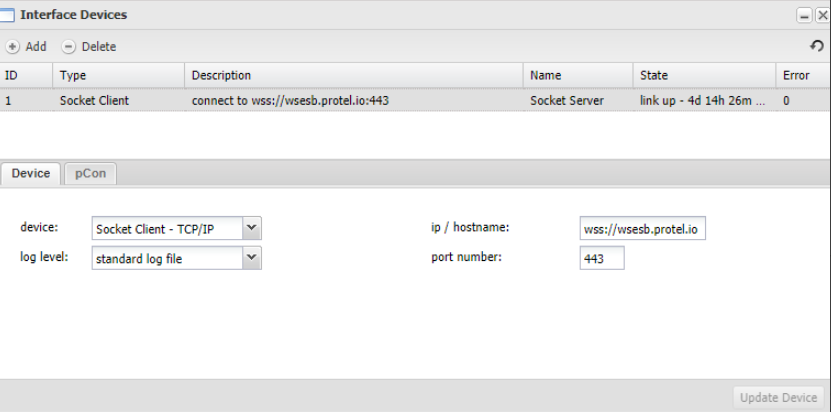 Interface Devices
Add Delete
ID Type Description Name State Error
1 Socket Client connect to wss://wsesb.protel.io:443 Socket Server link up - 4d 14h 26m ... 0
Device pCon
device: Socket Client - TCP/IP ip / hostname: wss://wsesb.protel.io
log level: standard log file port number: 443
Update Device